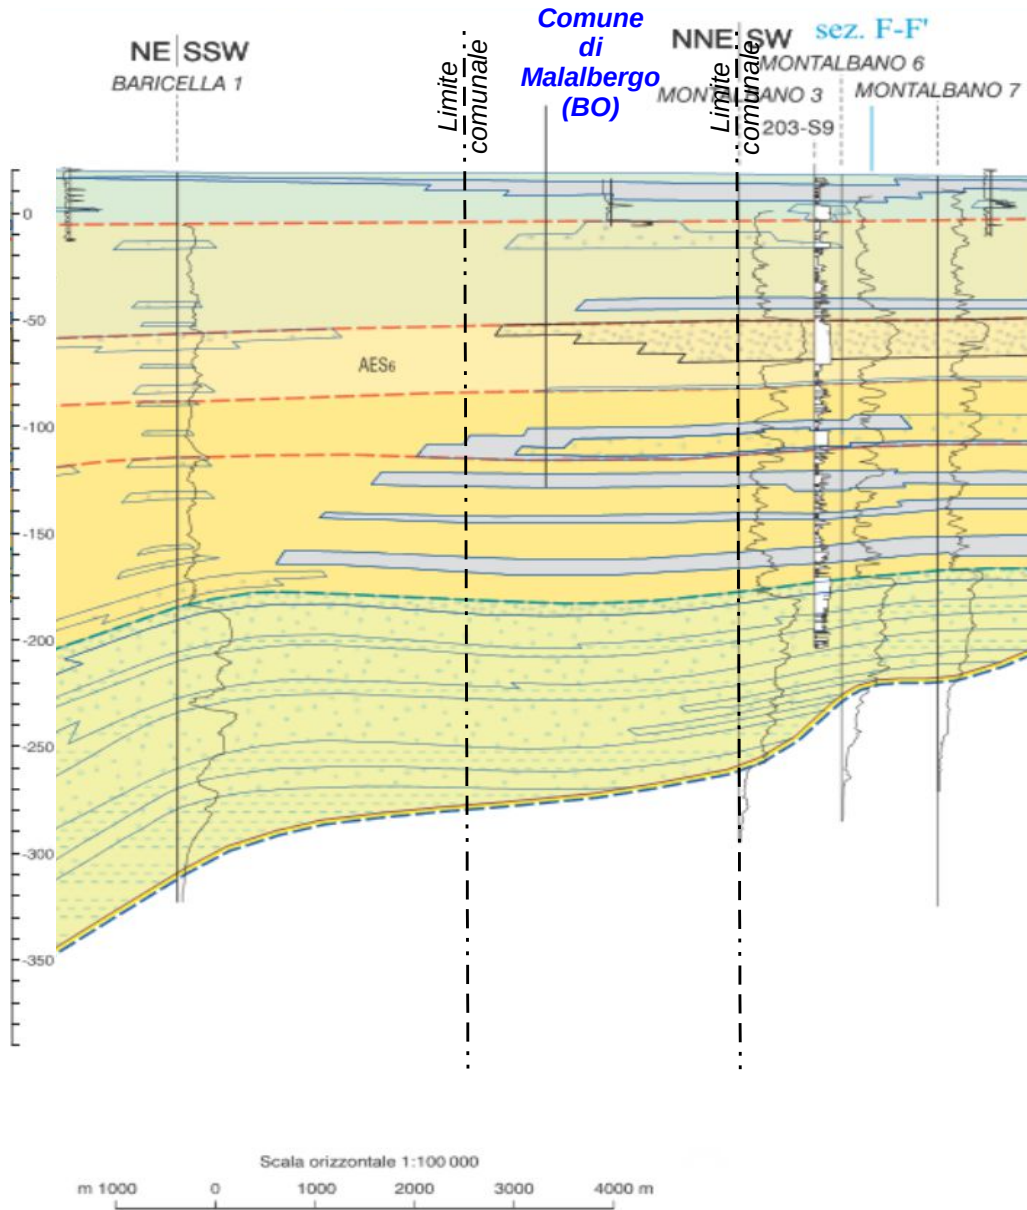 Comune
di
Malalbergo
(BO)
NE SSW
BARICELLA 1
Limite
comunale
NNE SW
sez. F-F'
MONTALBANO 6
MONTALBANO 3
MONTALBANO 7
Limite
comunale
203-S9
0
-50
-100
-150
-200
-250
-300
-350
AES6
Scala orizzontale 1:100 000
m 1000 0 1000 2000 3000 4000 m